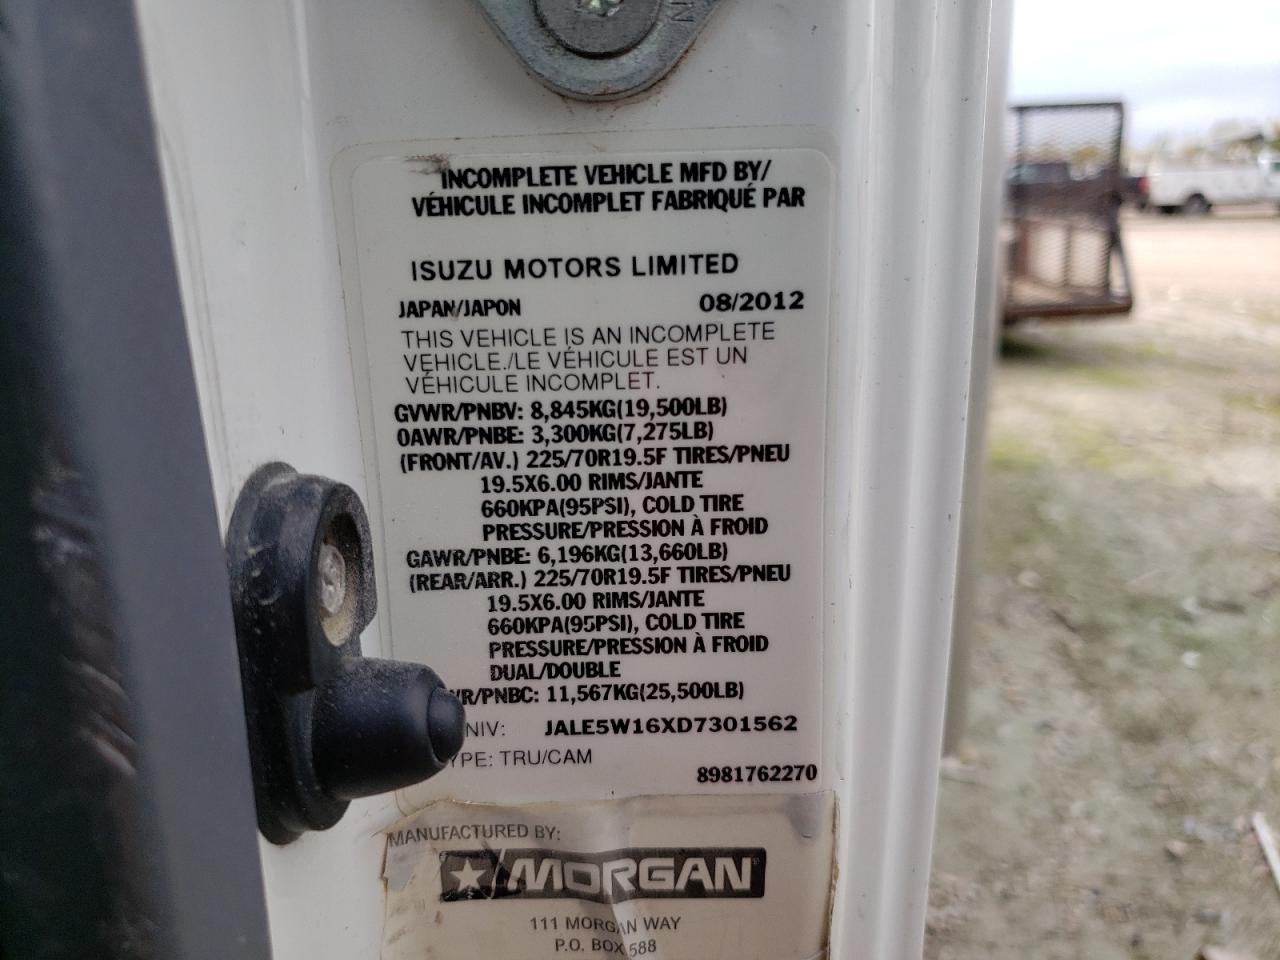 INCOMPLETE VEHICLE MFD BY/
VÉHICULE INCOMPLET FABRIQUÉ PAR
ISUZU MOTORS LIMITED
JAPAN/JAPON 08/2012
THIS VEHICLE IS AN INCOMPLETE
VEHICLE./LE VÉHICULE EST UN
VÉHICULE INCOMPLET.
GVWR/PNBV: 8,845KG(19,500LB)
GAWR/PNBE: 3,300KG(7,275LB)
(FRONT/AV.) 225/70R19.5F TIRES/PNEU
19.5X6.00 RIMS/JANTE
660KPA(95PSI), COLD TIRE
PRESSURE/PRESSION À FROID
GAWR/PNBE: 6,196KG(13,660LB)
(REAR/ARR.) 225/70R19.5F TIRES/PNEU
19.5X6.00 RIMS/JANTE
660KPA(95PSI), COLD TIRE
PRESSURE/PRESSION À FROID
DUAL/DOUBLE
WR/PNBC: 11,567KG(25,500LB)
NIV: JALE5W16XD7301562
YPE: TRU/CAM
8981762270
MANUFACTURED BY:
MORGAN
111 MORGAN WAY
P.O. BOX 588